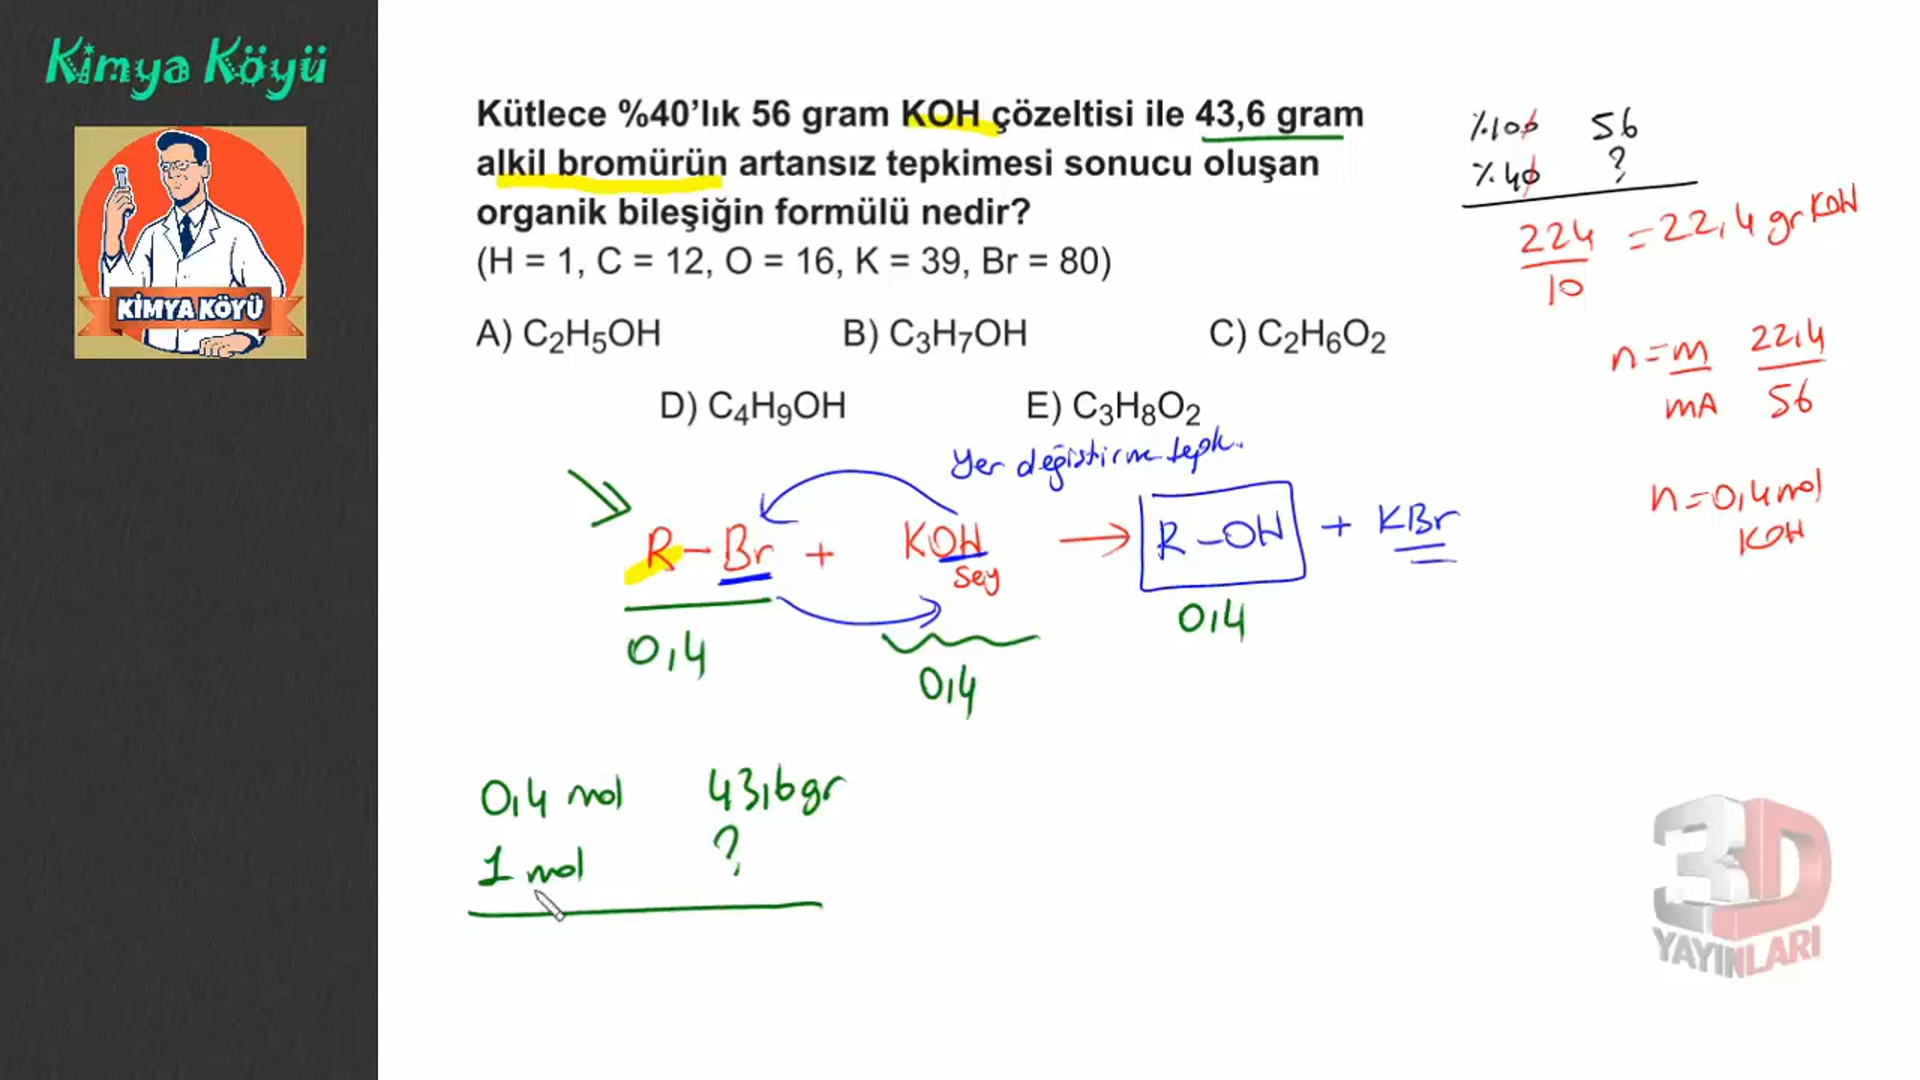 Kimya Köyü
KİMYA KÖYÜ
Kütlece %40'lık 56 gram KOH çözeltisi ile 43,6 gram
alkil bromürün artansız tepkimesi sonucu oluşan
organik bileşiğin formülü nedir?
(H = 1, C = 12, O = 16, K = 39, Br = 80)
A) C₂H₅OH B) C₃H₇OH C) C₂H₆O₂
D) C₄H₉OH E) C₃H₈O₂
%100 56
%40 ?
224/10 = 22,4 gr KOH
n = m/mA 22,4/56
n = 0,4 mol
KOH
Yer değiştirme tepk.
R – Br + KOH → R – OH + KBr
Sey
0,4 0,4 0,4
0,4 mol 43,6 gr
1 mol ?
3D
YAYINLARI